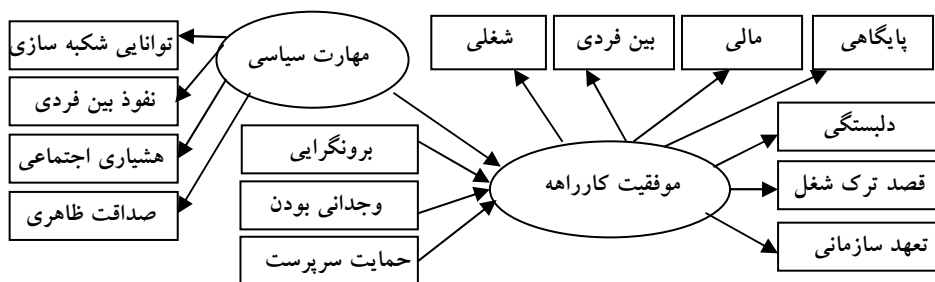 پایگاهی
مالی
بین فردی
شغلی
مهارت سیاسی
توانایی شکبه سازی
نفوذ بین فردی
هشیاری اجتماعی
صداقت ظاهری
برونگرایی
وجدانی بودن
حمایت سرپرست
موفقیت کارراهه
دلبستگی
قصد ترک شغل
تعهد سازمانی